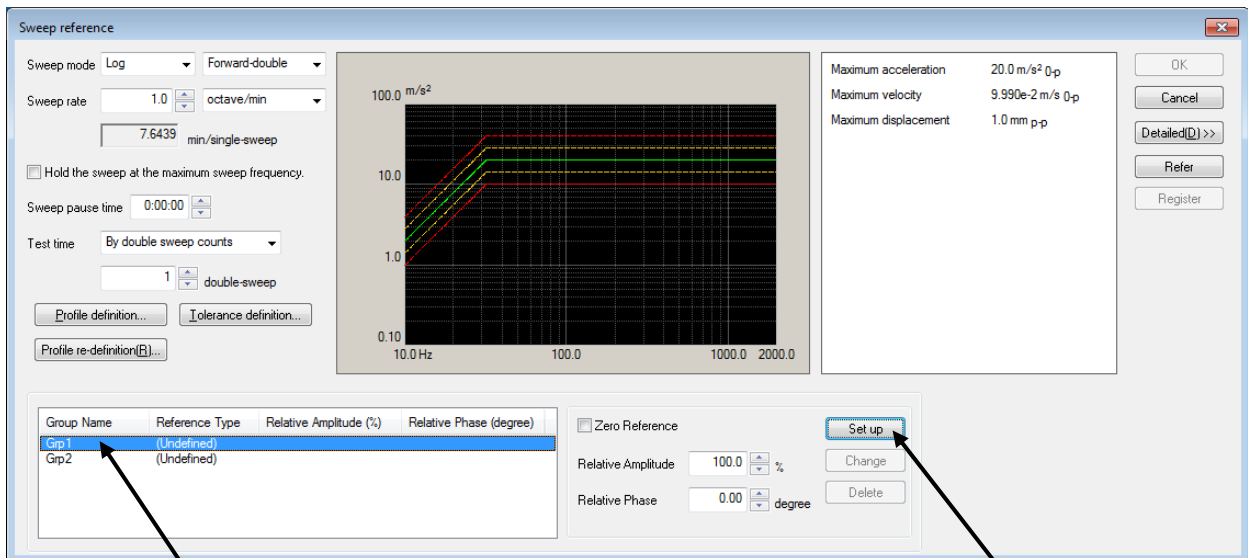 Sweep reference
Sweep mode Log Forward-double
Sweep rate 1.0 octave/min
7.6439 min/single-sweep
Hold the sweep at the maximum sweep frequency.
Sweep pause time 0:00:00
Test time By double sweep counts
1 double-sweep
Profile definition... Tolerance definition...
Profile re-definition(R)...
100.0 m/s²
10.0
1.0
0.10
10.0 Hz 100.0 1000.0 2000.0
Maximum acceleration 20.0 m/s² 0-p
Maximum velocity 9.990e-2 m/s 0-p
Maximum displacement 1.0 mm p-p
OK
Cancel
Detailed(D) >>
Refer
Register
Group Name Reference Type Relative Amplitude (%) Relative Phase (degree)
Grp1 (Undefined)
Grp2 (Undefined)
Zero Reference
Relative Amplitude 100.0 %
Relative Phase 0.00 degree
Set up
Change
Delete